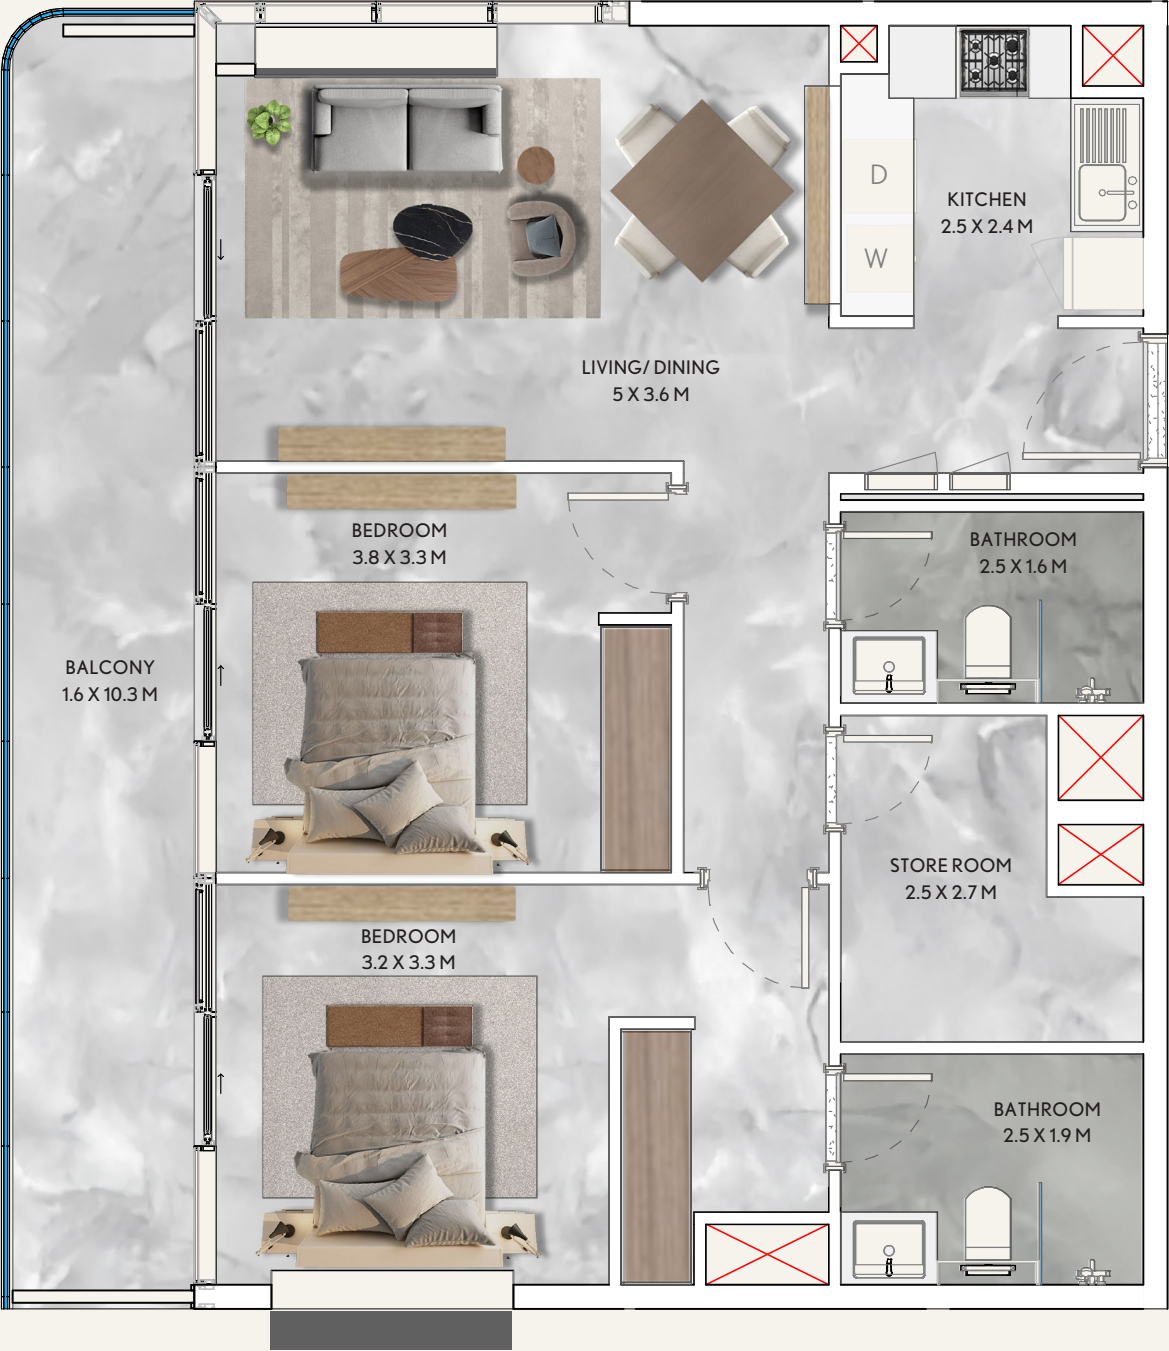 D
W
KITCHEN
2.5 X 2.4 M
LIVING/ DINING
5 X 3.6 M
BEDROOM
3.8 X 3.3 M
BATHROOM
2.5 X 1.6 M
BALCONY
1.6 X 10.3 M
STORE ROOM
2.5 X 2.7 M
BEDROOM
3.2 X 3.3 M
BATHROOM
2.5 X 1.9 M